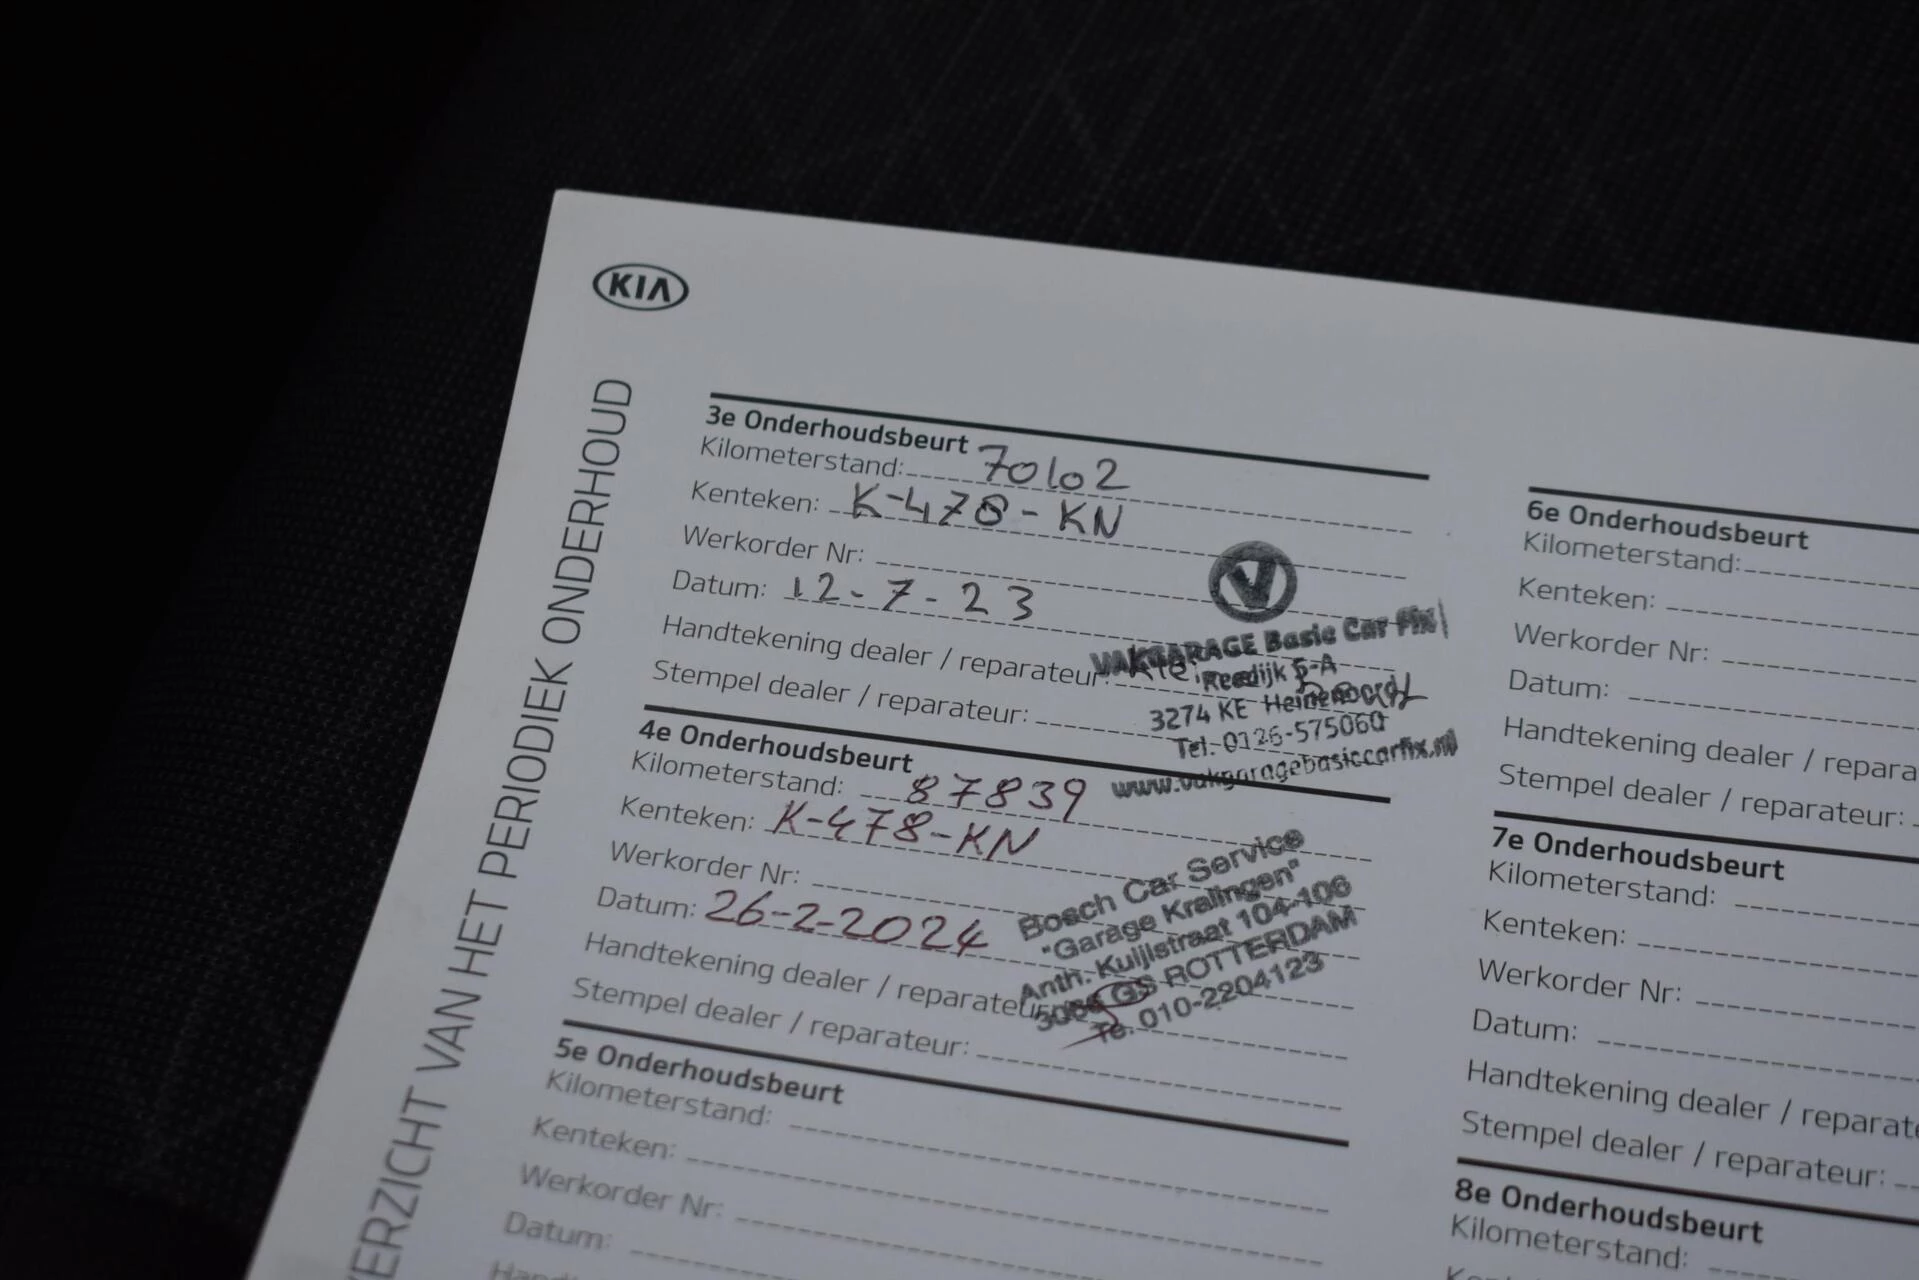 KIA
OVERZICHT VAN HET PERIODIEK ONDERHOUD
3e Onderhoudsbeurt
Kilometerstand: 70102
Kenteken: K-478-KN
Werkorder Nr:
Datum: 12-7-23
Handtekening dealer / reparateur:
Stempel dealer / reparateur:
V
VAKGARAGE Basic Car Fix
Reedijk 5-A
3274 KE Heinenoord
Tel.
www.vakgaragebasiccarfix.nl
4e Onderhoudsbeurt
Kilometerstand: 87839
Kenteken: K-478-KN
Werkorder Nr:
Datum: 26-2-2024
Handtekening dealer / reparateur:
Stempel dealer / reparateur:
Bosch Car Service
"Garage Kralingen"
Anth. Kuijlstraat 104-106
GS ROTTERDAM
010-2204123
5e Onderhoudsbeurt
Kilometerstand:
Kenteken:
Werkorder Nr:
Datum:
6e Onderhoudsbeurt
Kilometerstand:
Kenteken:
Werkorder Nr:
Datum:
Handtekening dealer / repara
Stempel dealer / reparateur:
7e Onderhoudsbeurt
Kilometerstand:
Kenteken:
Werkorder Nr:
Datum:
Handtekening dealer / reparate
Stempel dealer / reparateur:
8e Onderhoudsbeurt
Kilometerstand: